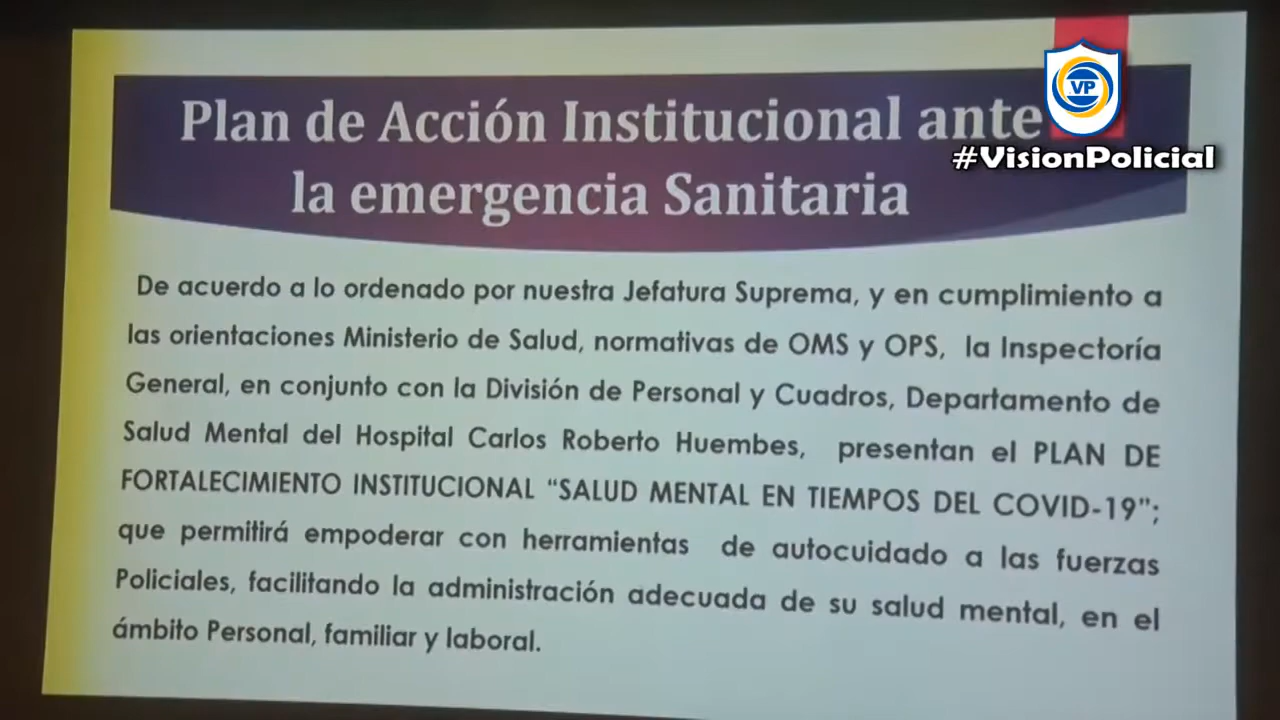 VP
#VisionPolicial
Plan de Acción Institucional ante
la emergencia Sanitaria
De acuerdo a lo ordenado por nuestra Jefatura Suprema, y en cumplimiento a
las orientaciones Ministerio de Salud, normativas de OMS y OPS, la Inspectoría
General, en conjunto con la División de Personal y Cuadros, Departamento de
Salud Mental del Hospital Carlos Roberto Huembes, presentan el PLAN DE
FORTALECIMIENTO INSTITUCIONAL “SALUD MENTAL EN TIEMPOS DEL COVID-19”;
que permitirá empoderar con herramientas de autocuidado a las fuerzas
Policiales, facilitando la administración adecuada de su salud mental, en el
ámbito Personal, familiar y laboral.